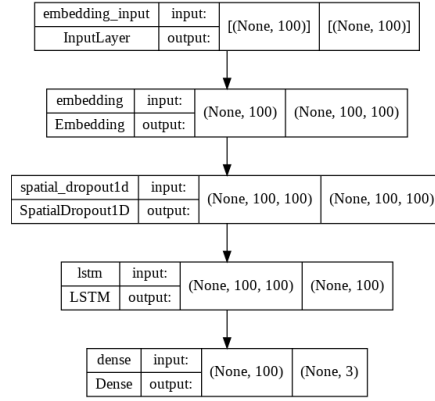 embedding_input input: [(None, 100)] [(None, 100)]
InputLayer output:
embedding input: (None, 100) (None, 100, 100)
Embedding output:
spatial_dropout1d input: (None, 100, 100) (None, 100, 100)
SpatialDropout1D output:
lstm input: (None, 100, 100) (None, 100)
LSTM output:
dense input: (None, 100) (None, 3)
Dense output: